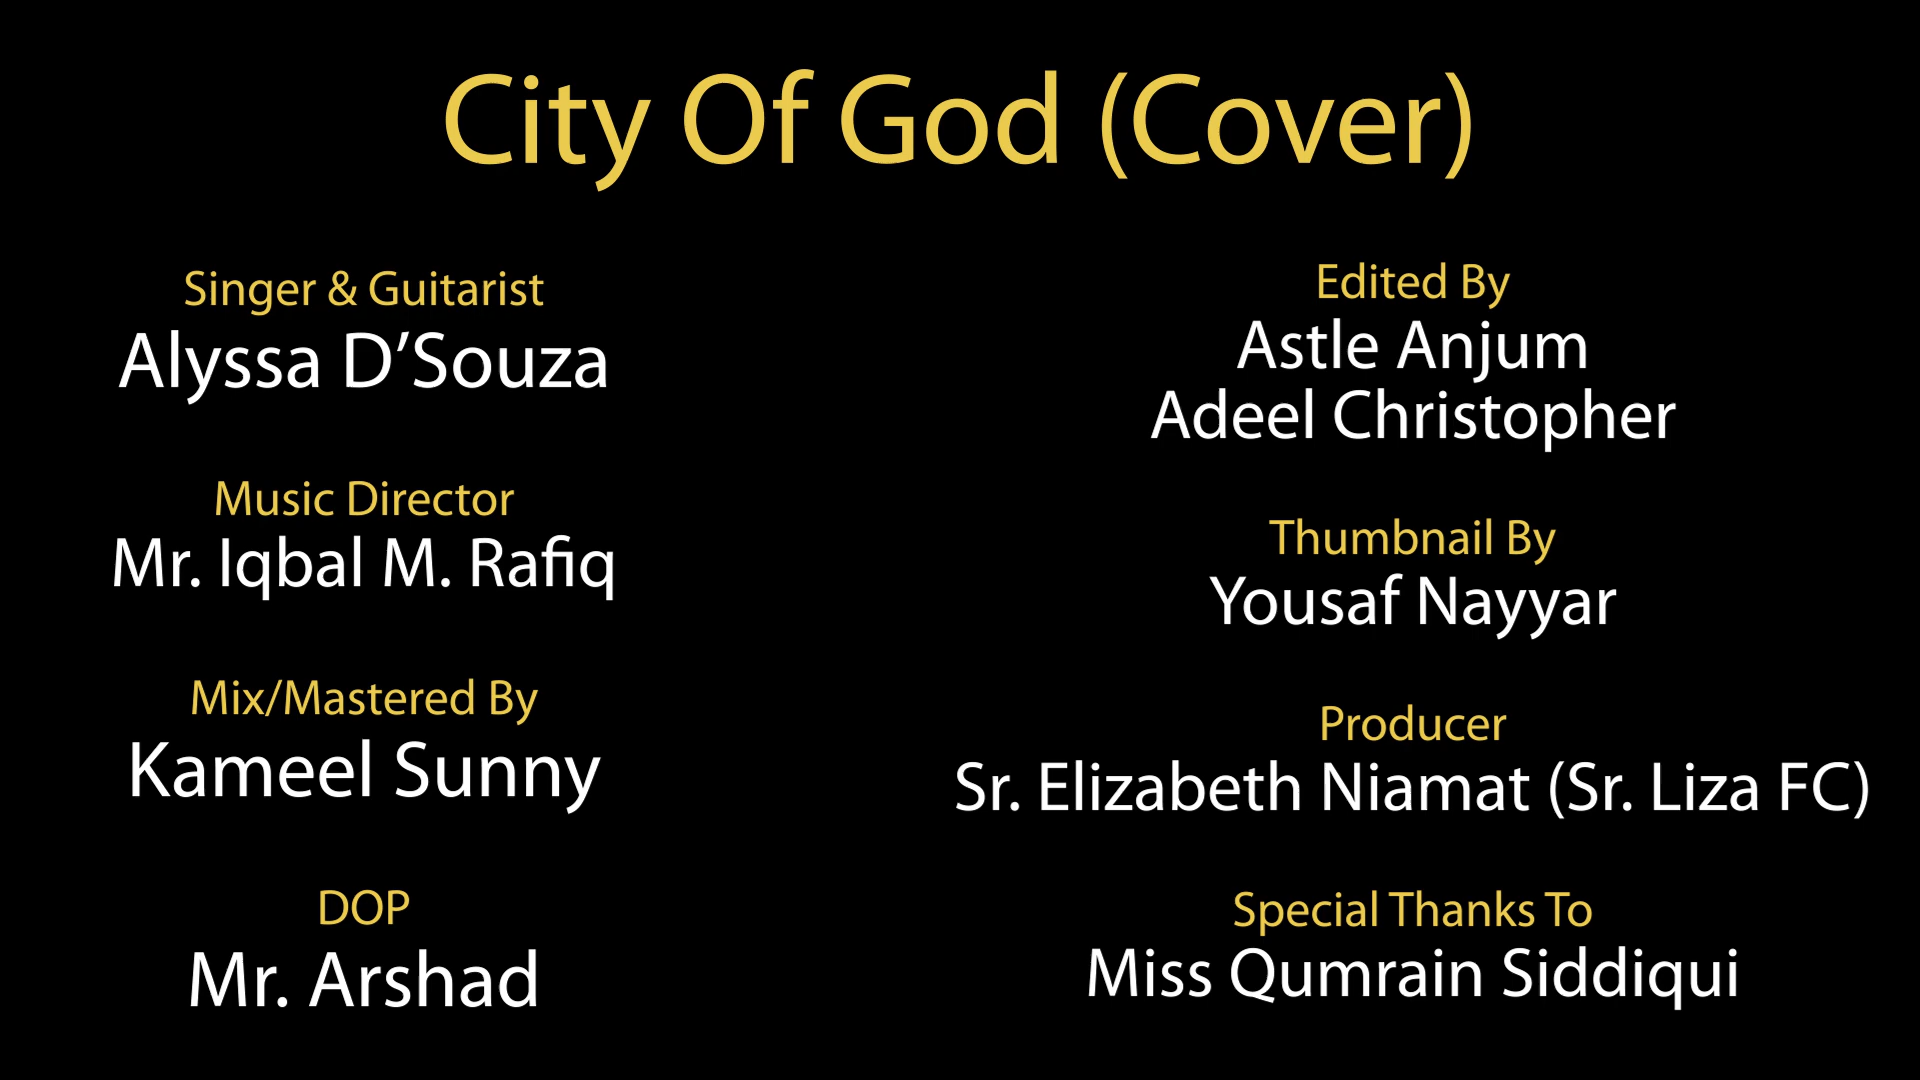 City Of God (Cover)
Singer & Guitarist
Alyssa D’Souza
Music Director
Mr. Iqbal M. Rafiq
Mix/Mastered By
Kameel Sunny
DOP
Mr. Arshad
Edited By
Astle Anjum
Adeel Christopher
Thumbnail By
Yousaf Nayyar
Producer
Sr. Elizabeth Niamat (Sr. Liza FC)
Special Thanks To
Miss Qumrain Siddiqui